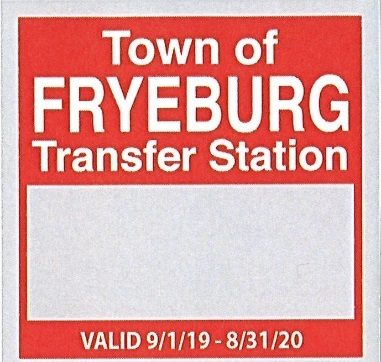 Town of
FRYEBURG
Transfer Station
VALID 9/1/19 - 8/31/20